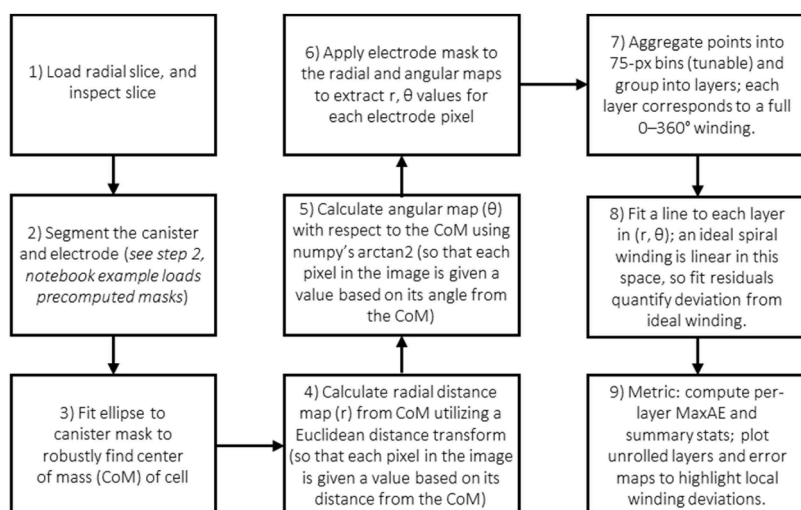 1) Load radial slice, and
inspect slice
2) Segment the canister
and electrode (see step 2,
notebook example loads
precomputed masks)
3) Fit ellipse to
canister mask to
robustly find center
of mass (CoM) of cell
4) Calculate radial distance
map (r) from CoM utilizing a
Euclidean distance transform
(so that each pixel in the image
is given a value based on its
distance from the CoM)
5) Calculate angular map (θ)
with respect to the CoM using
numpy's arctan2 (so that each
pixel in the image is given a
value based on its angle from
the CoM)
6) Apply electrode mask to
the radial and angular maps
to extract r, θ values for
each electrode pixel
7) Aggregate points into
75-px bins (tunable) and
group into layers; each
layer corresponds to a full
0–360° winding.
8) Fit a line to each layer
in (r, θ); an ideal spiral
winding is linear in this
space, so fit residuals
quantify deviation from
ideal winding.
9) Metric: compute per-
layer MaxAE and
summary stats; plot
unrolled layers and error
maps to highlight local
winding deviations.